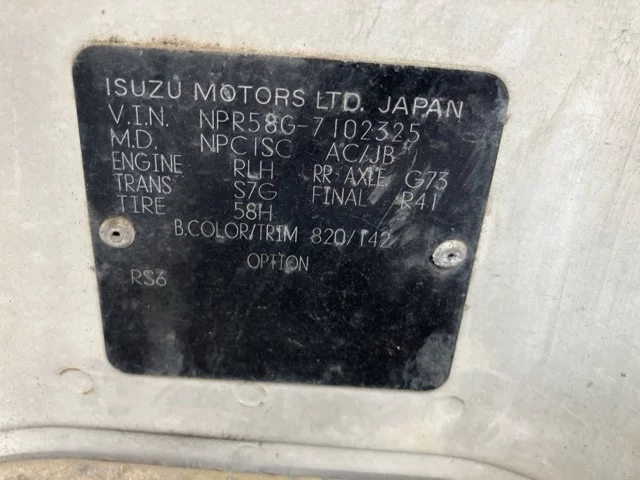 ISUZU MOTORS LTD. JAPAN
V.I.N. NPR58G-7102325
M.D. NPC1SC AC/JB
ENGINE RLH RR. AXLE G73
TRANS S7G FINAL R41
TIRE 58H
B.COLOR/TRIM 820/142
OPTION
RS6